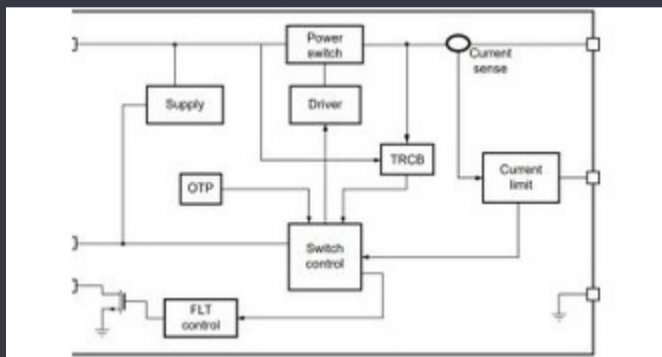 Power
switch
Current
sense
Supply
Driver
TRCB
Current
limit
OTP
Switch
control
FLT
control